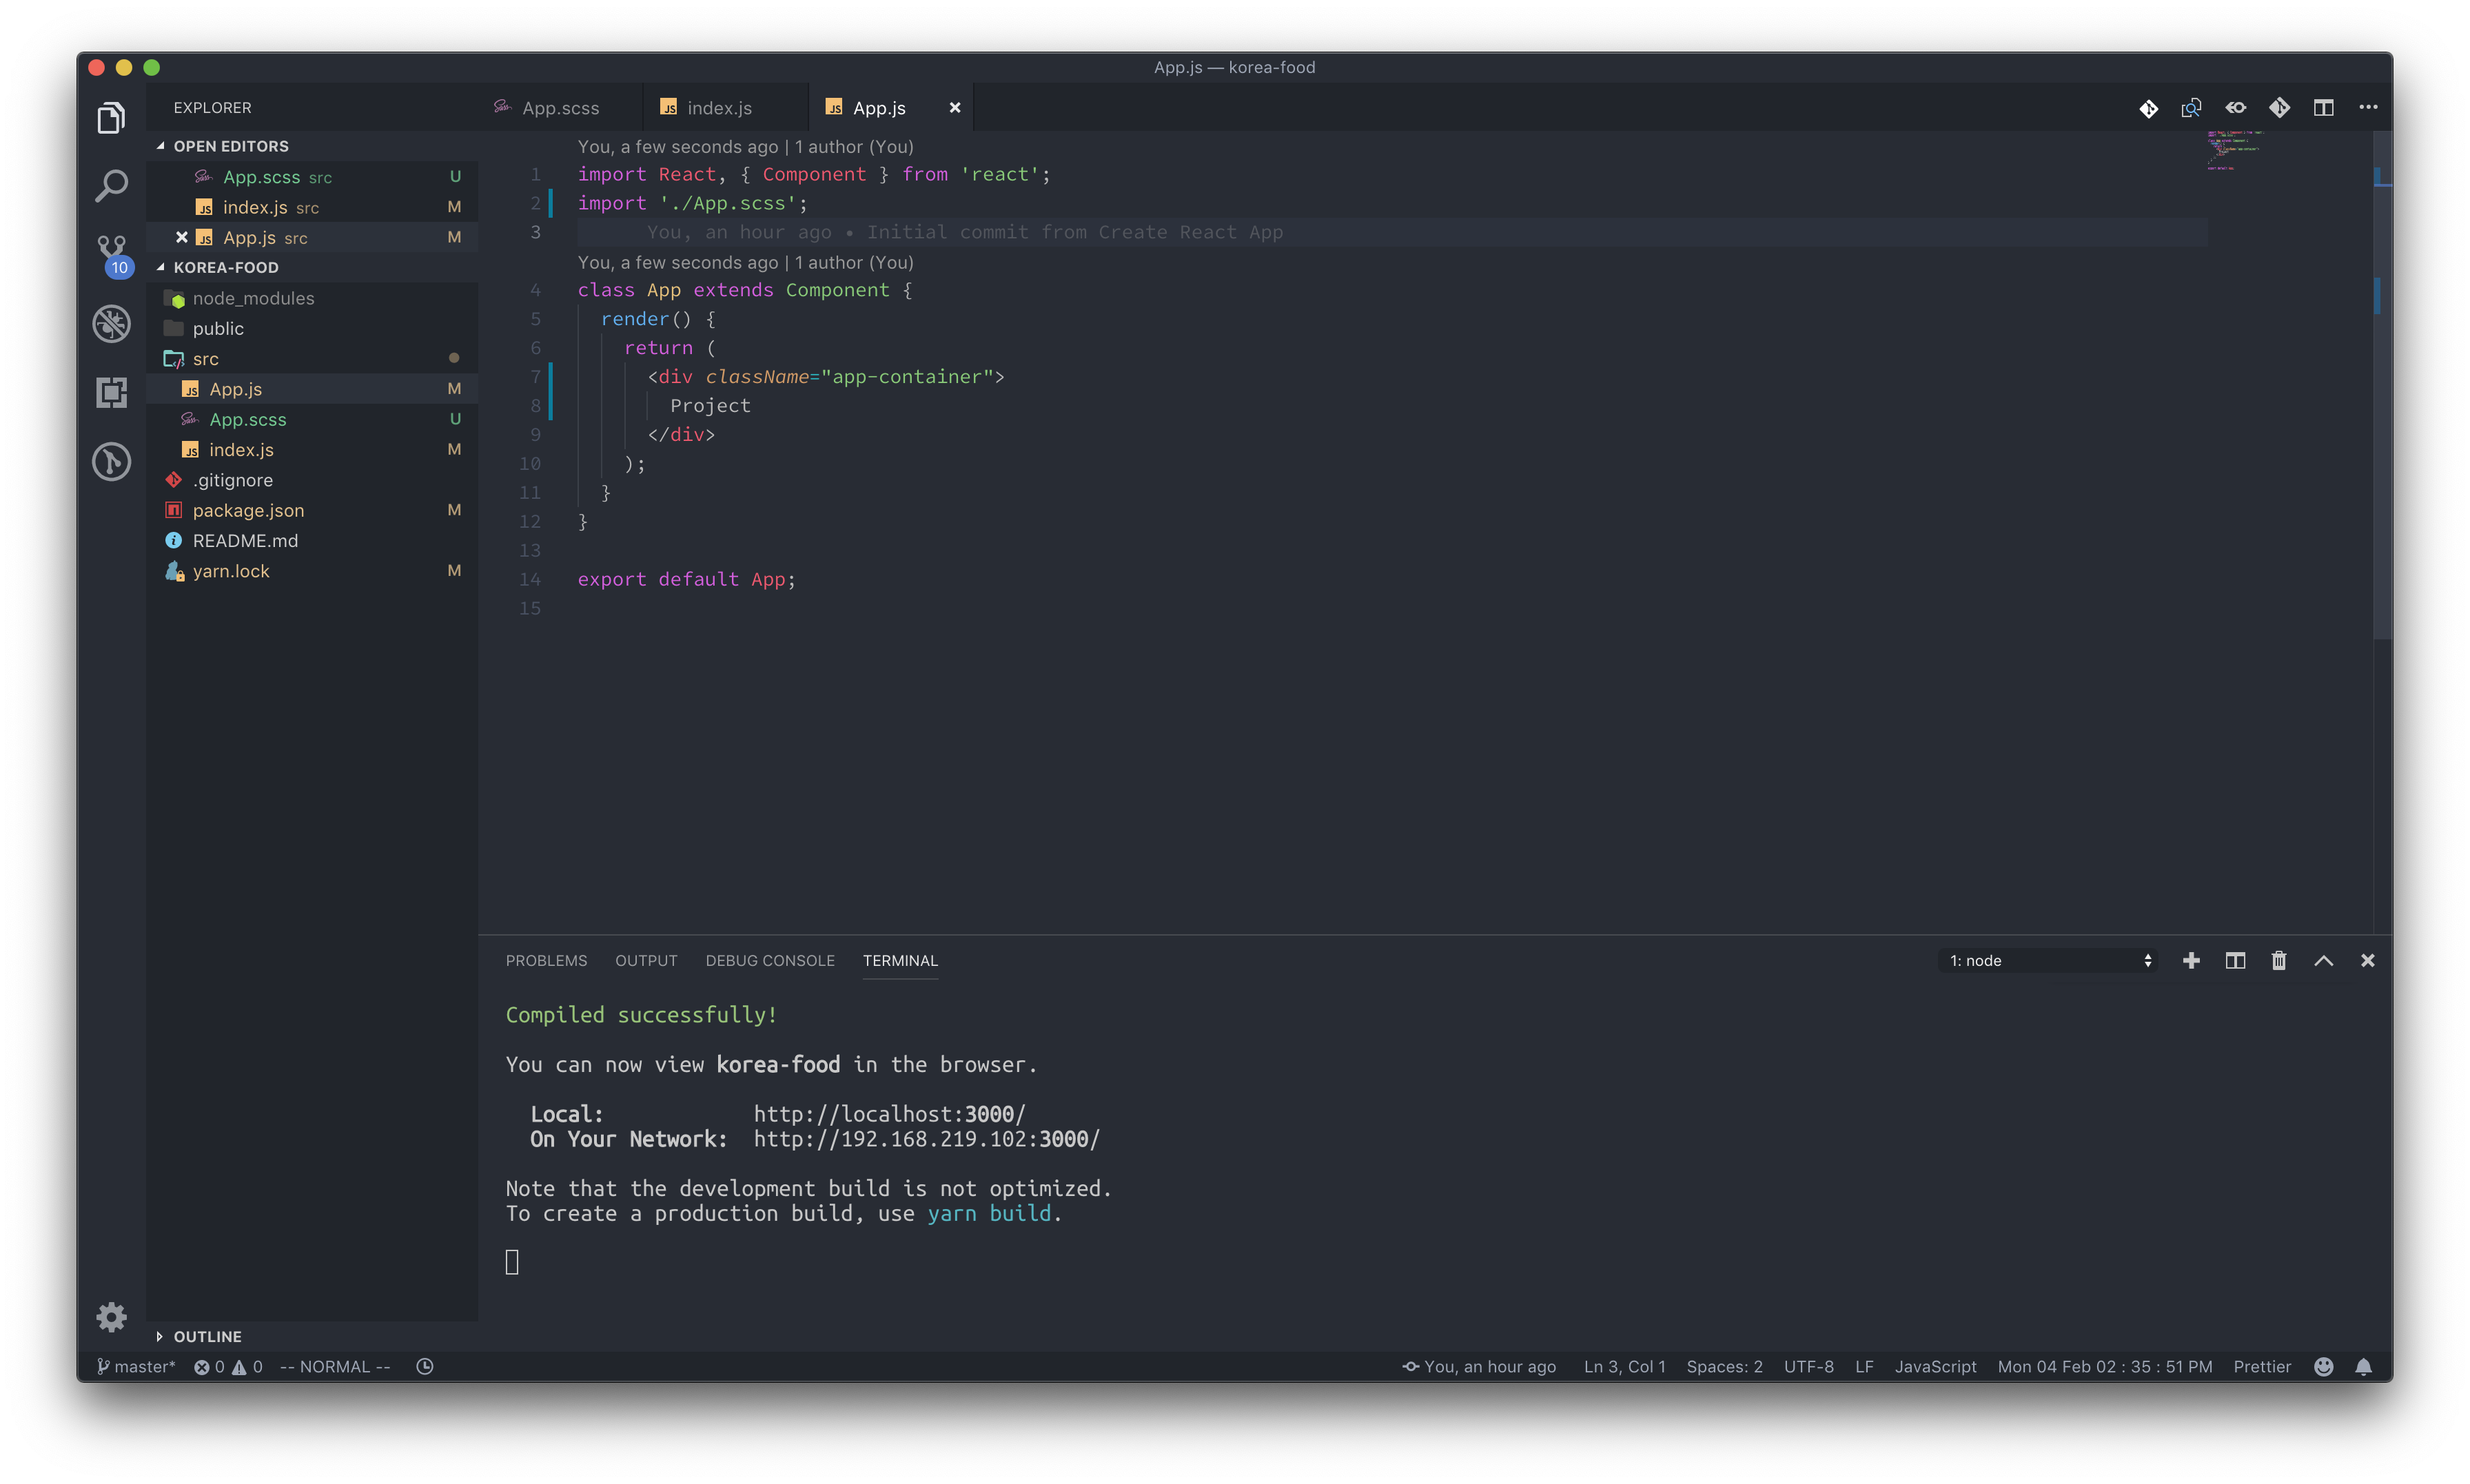 App.js — korea-food
EXPLORER
App.scss
index.js
App.js
OPEN EDITORS
App.scss src U
index.js src M
App.js src M
10
KOREA-FOOD
node_modules
public
src
App.js M
App.scss U
index.js M
.gitignore
package.json M
README.md
yarn.lock M
OUTLINE
You, a few seconds ago | 1 author (You)
1 import React, { Component } from 'react';
2 import './App.scss';
3 You, an hour ago • Initial commit from Create React App
You, a few seconds ago | 1 author (You)
4 class App extends Component {
5 render() {
6 return (
7 <div className="app-container">
8 Project
9 </div>
10 );
11 }
12 }
13
14 export default App;
15
PROBLEMS OUTPUT DEBUG CONSOLE TERMINAL
1: node
Compiled successfully!
You can now view korea-food in the browser.
Local: http://localhost:3000/
On Your Network: http://192.168.219.102:3000/
Note that the development build is not optimized.
To create a production build, use yarn build.
master* 0 0 -- NORMAL -- You, an hour ago Ln 3, Col 1 Spaces: 2 UTF-8 LF JavaScript Mon 04 Feb 02 : 35 : 51 PM Prettier